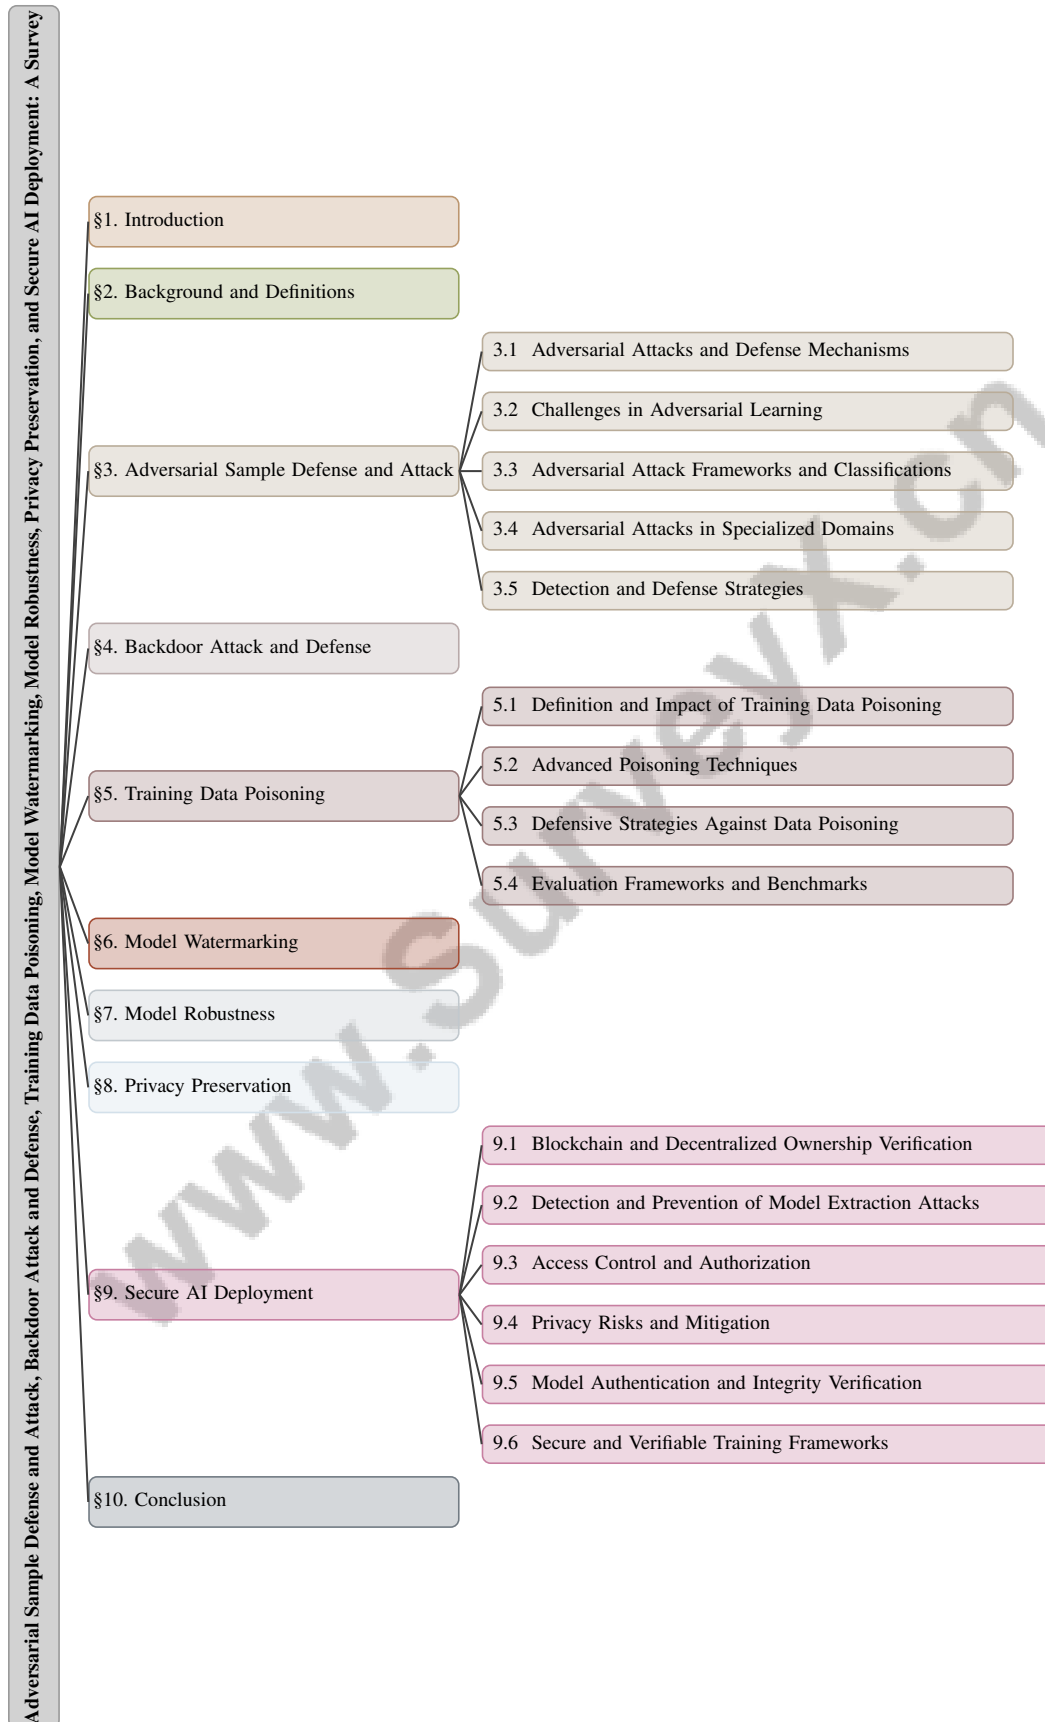 Adversarial Sample Defense and Attack, Backdoor Attack and Defense, Training Data Poisoning, Model Watermarking, Model Robustness, Privacy Preservation, and Secure AI Deployment: A Survey
§1. Introduction
§2. Background and Definitions
§3. Adversarial Sample Defense and Attack
3.1 Adversarial Attacks and Defense Mechanisms
3.2 Challenges in Adversarial Learning
3.3 Adversarial Attack Frameworks and Classifications
3.4 Adversarial Attacks in Specialized Domains
3.5 Detection and Defense Strategies
§4. Backdoor Attack and Defense
§5. Training Data Poisoning
5.1 Definition and Impact of Training Data Poisoning
5.2 Advanced Poisoning Techniques
5.3 Defensive Strategies Against Data Poisoning
5.4 Evaluation Frameworks and Benchmarks
§6. Model Watermarking
§7. Model Robustness
§8. Privacy Preservation
§9. Secure AI Deployment
9.1 Blockchain and Decentralized Ownership Verification
9.2 Detection and Prevention of Model Extraction Attacks
9.3 Access Control and Authorization
9.4 Privacy Risks and Mitigation
9.5 Model Authentication and Integrity Verification
9.6 Secure and Verifiable Training Frameworks
§10. Conclusion
www.SurveyX.cn